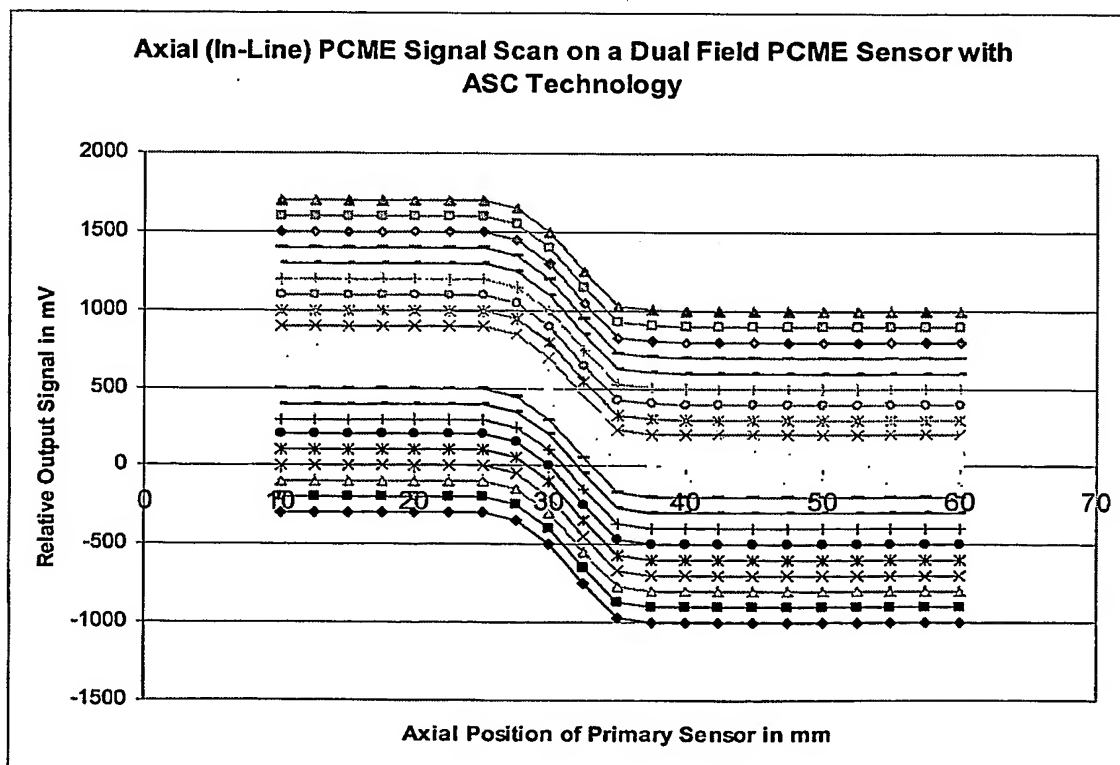 Axial (In-Line) PCME Signal Scan on a Dual Field PCME Sensor with
ASC Technology
Relative Output Signal in mV
2000
1500
1000
500
0
-500
-1000
-1500
0 10 20 30 40 50 60 70
Axial Position of Primary Sensor in mm